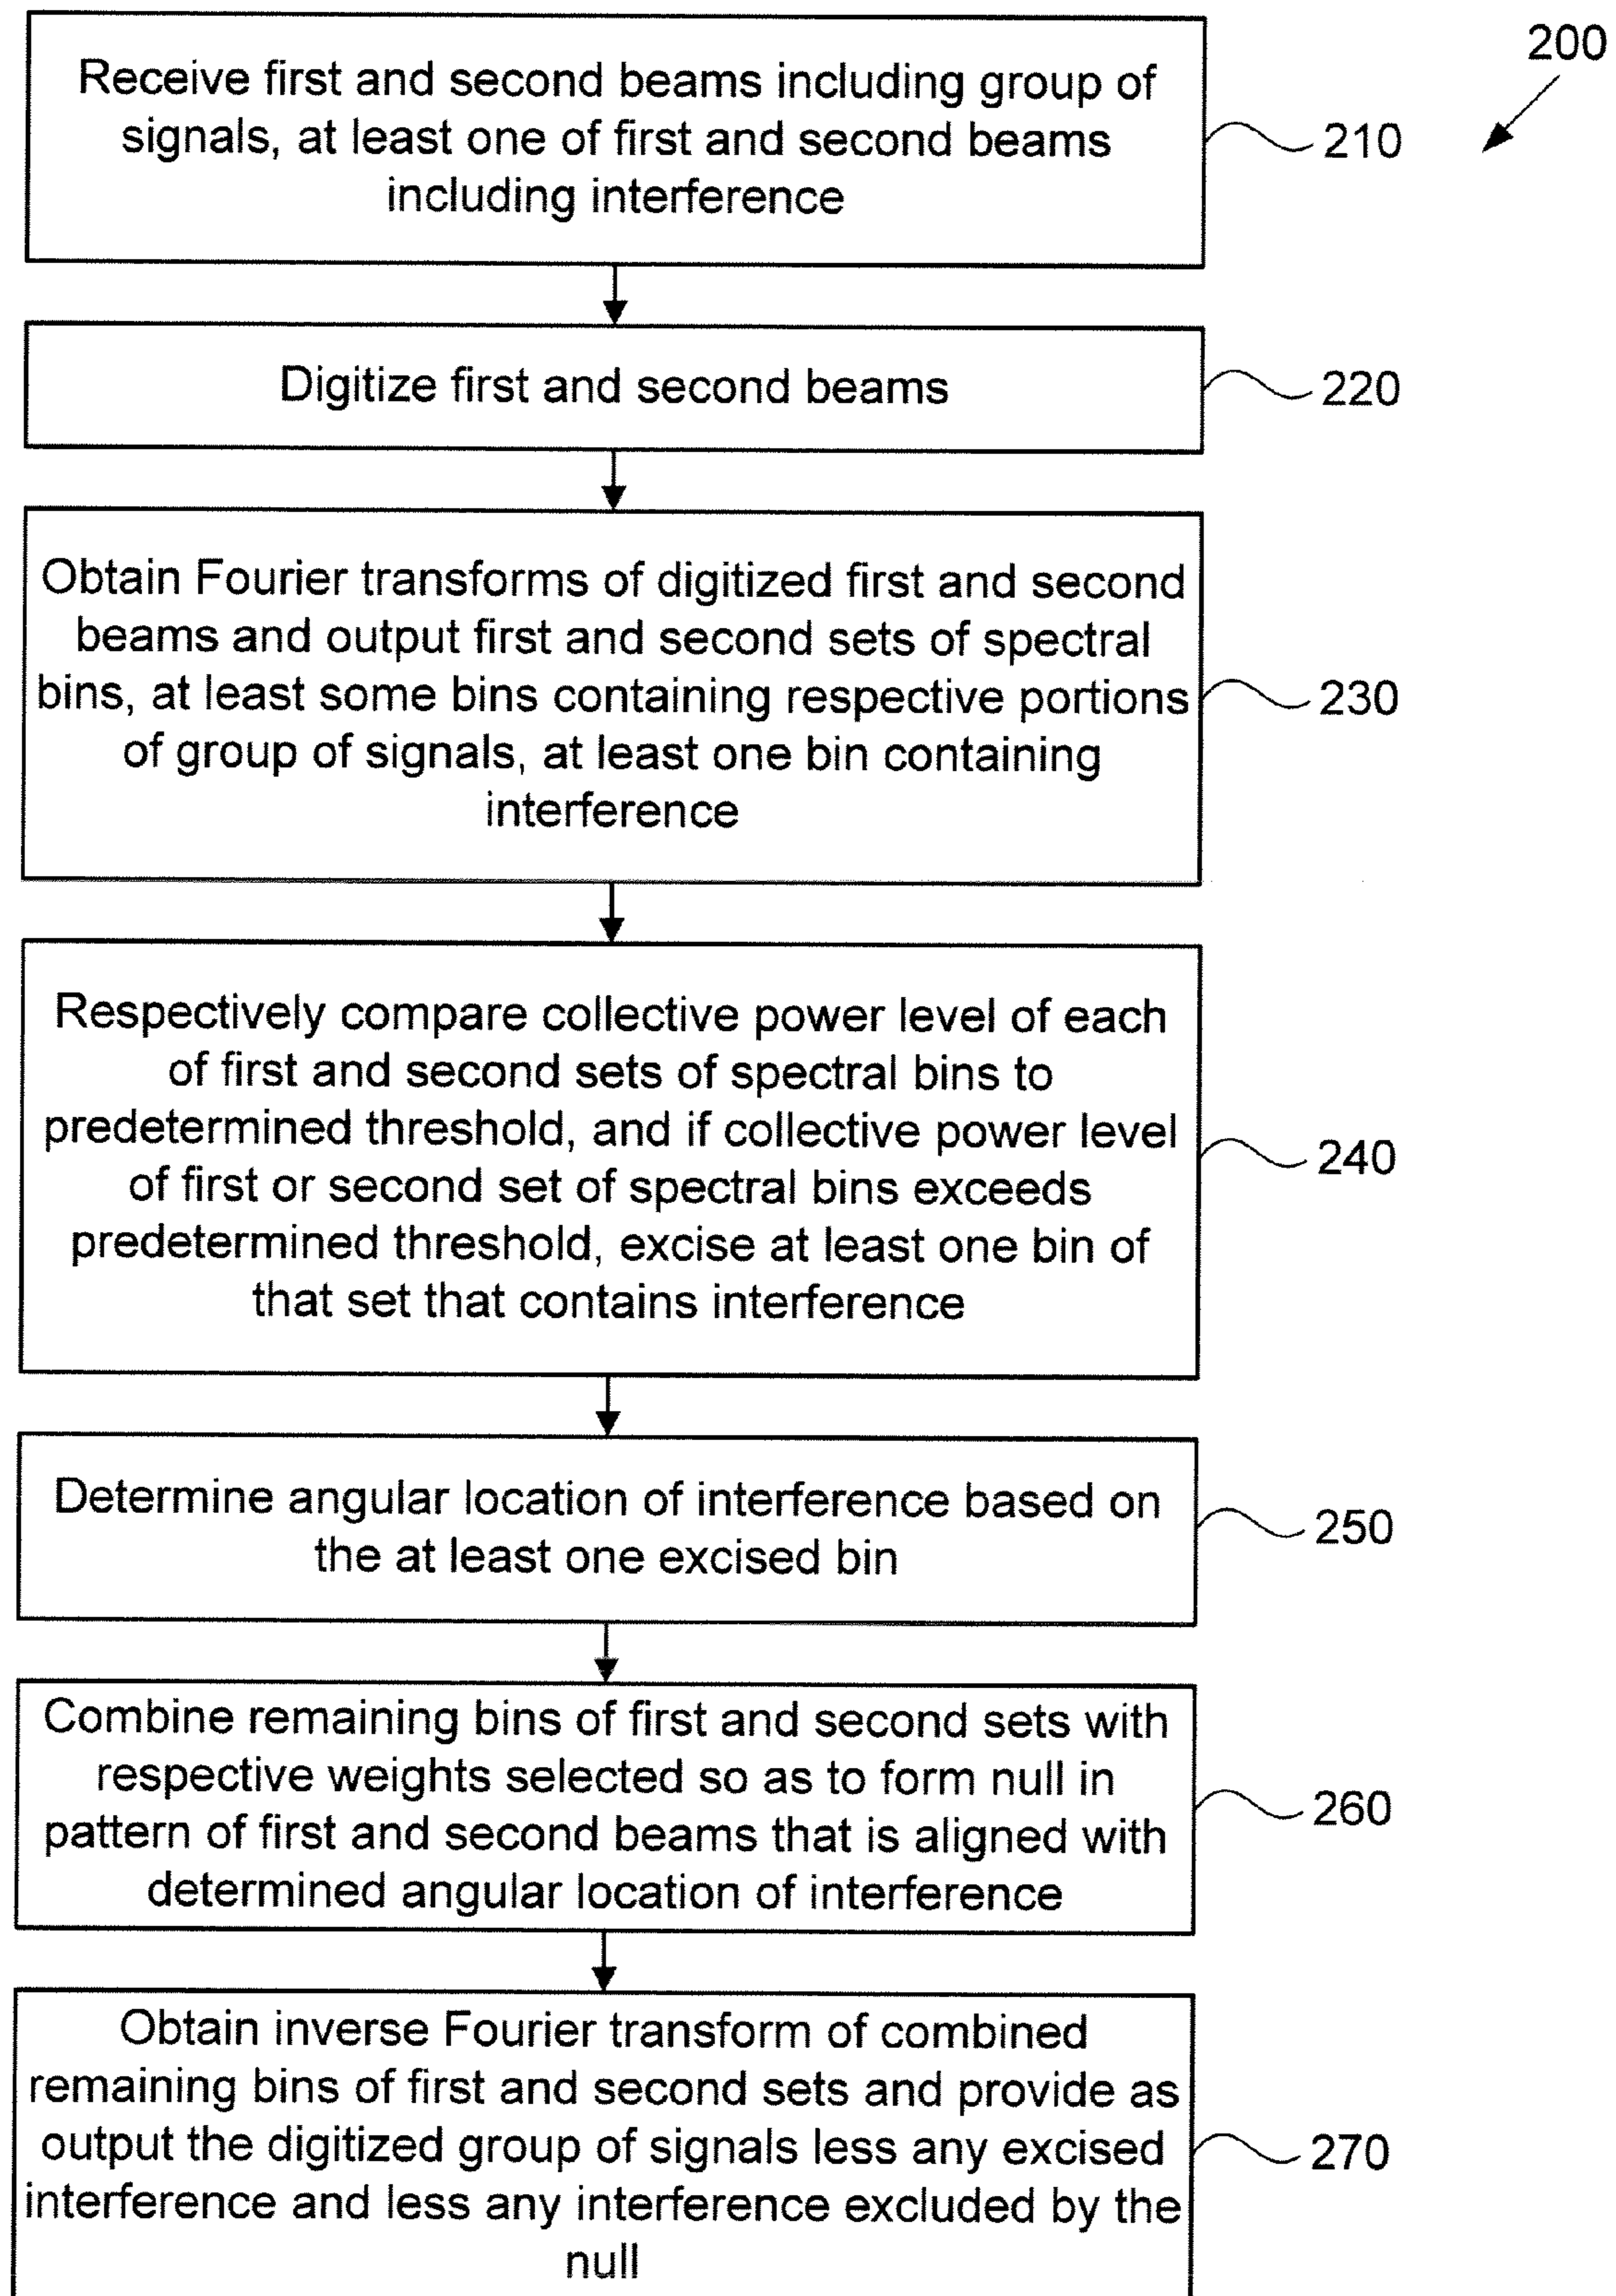 200
Receive first and second beams including group of
signals, at least one of first and second beams
including interference
210
Digitize first and second beams
220
Obtain Fourier transforms of digitized first and second
beams and output first and second sets of spectral
bins, at least some bins containing respective portions
of group of signals, at least one bin containing
interference
230
Respectively compare collective power level of each
of first and second sets of spectral bins to
predetermined threshold, and if collective power level
of first or second set of spectral bins exceeds
predetermined threshold, excise at least one bin of
that set that contains interference
240
Determine angular location of interference based on
the at least one excised bin
250
Combine remaining bins of first and second sets with
respective weights selected so as to form null in
pattern of first and second beams that is aligned with
determined angular location of interference
260
Obtain inverse Fourier transform of combined
remaining bins of first and second sets and provide as
output the digitized group of signals less any excised
interference and less any interference excluded by the
null
270